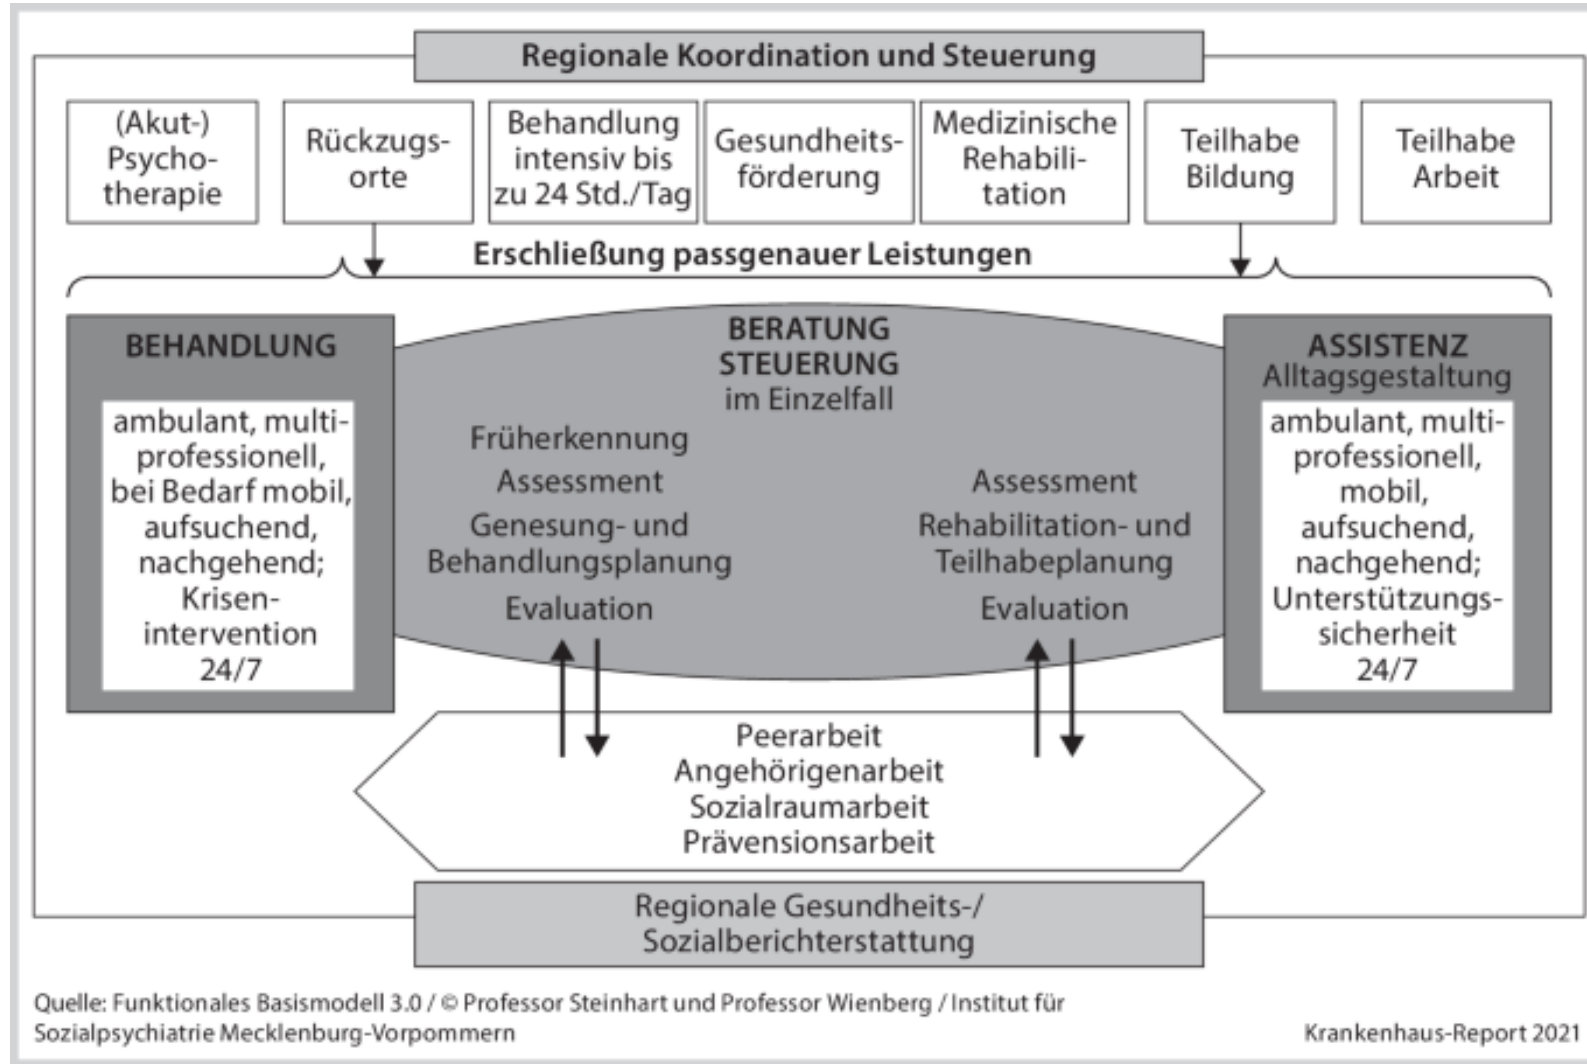 Regionale Koordination und Steuerung
(Akut-)
Psycho-
therapie
Rückzugs-
orte
Behandlung
intensiv bis
zu 24 Std./Tag
Gesundheits-
förderung
Medizinische
Rehabili-
tation
Teilhabe
Bildung
Teilhabe
Arbeit
Erschließung passgenauer Leistungen
BEHANDLUNG
ambulant, multi-
professionell,
bei Bedarf mobil,
aufsuchend,
nachgehend;
Krisen-
intervention
24/7
BERATUNG
STEUERUNG
im Einzelfall
Früherkennung
Assessment
Genesung- und
Behandlungsplanung
Evaluation
Assessment
Rehabilitation- und
Teilhabeplanung
Evaluation
ASSISTENZ
Alltagsgestaltung
ambulant, multi-
professionell,
mobil,
aufsuchend,
nachgehend;
Unterstützungs-
sicherheit
24/7
Peerarbeit
Angehörigenarbeit
Sozialraumarbeit
Prävensionsarbeit
Regionale Gesundheits-/
Sozialberichterstattung
Quelle: Funktionales Basismodell 3.0 / © Professor Steinhart und Professor Wienberg / Institut für
Sozialpsychiatrie Mecklenburg-Vorpommern
Krankenhaus-Report 2021